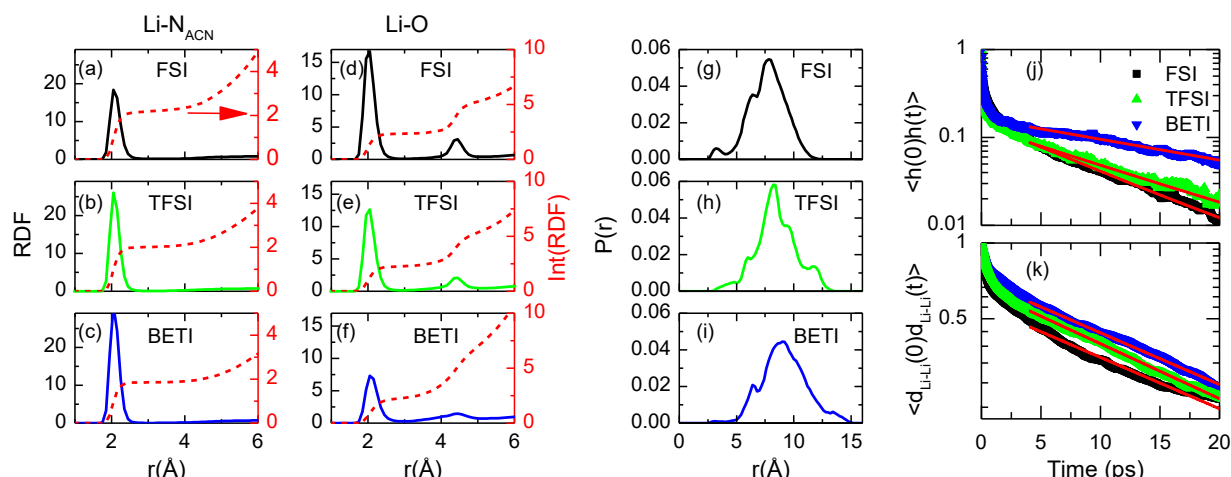 Li-N_ACN
Li-O
RDF
(a)
FSI
20
10
0
4
2
0
(b)
TFSI
20
10
0
4
2
0
(c)
BETI
20
10
0
4
2
0
2
4
6
r(Å)
(d)
FSI
15
10
5
0
10
5
0
(e)
TFSI
15
10
5
0
10
5
0
(f)
BETI
15
10
5
0
10
5
0
2
4
6
r(Å)
Int(RDF)
P(r)
(g)
FSI
0.06
0.04
0.02
0.00
(h)
TFSI
0.06
0.04
0.02
0.00
(i)
BETI
0.06
0.04
0.02
0.00
0
5
10
15
r(Å)
<h(0)h(t)>
(j)
FSI
TFSI
BETI
1
0.1
0.01
<d_Li-Li(0)d_Li-Li(t)>
(k)
1
0.5
0
5
10
15
20
Time (ps)